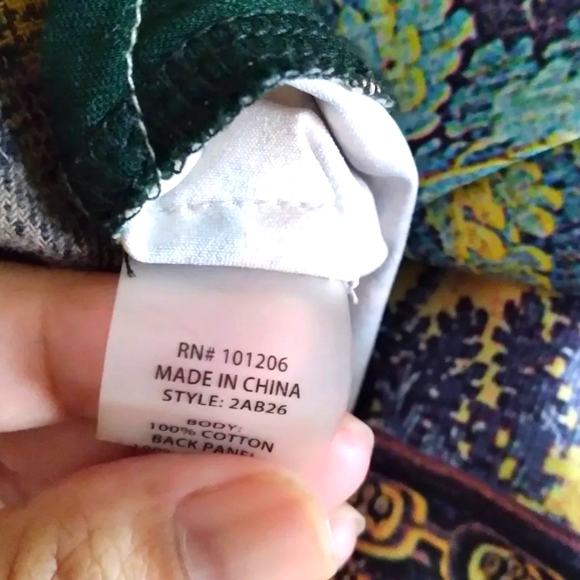 RN# 101206
MADE IN CHINA
STYLE: 2AB26
BODY:
100% COTTON
BACK PANEL